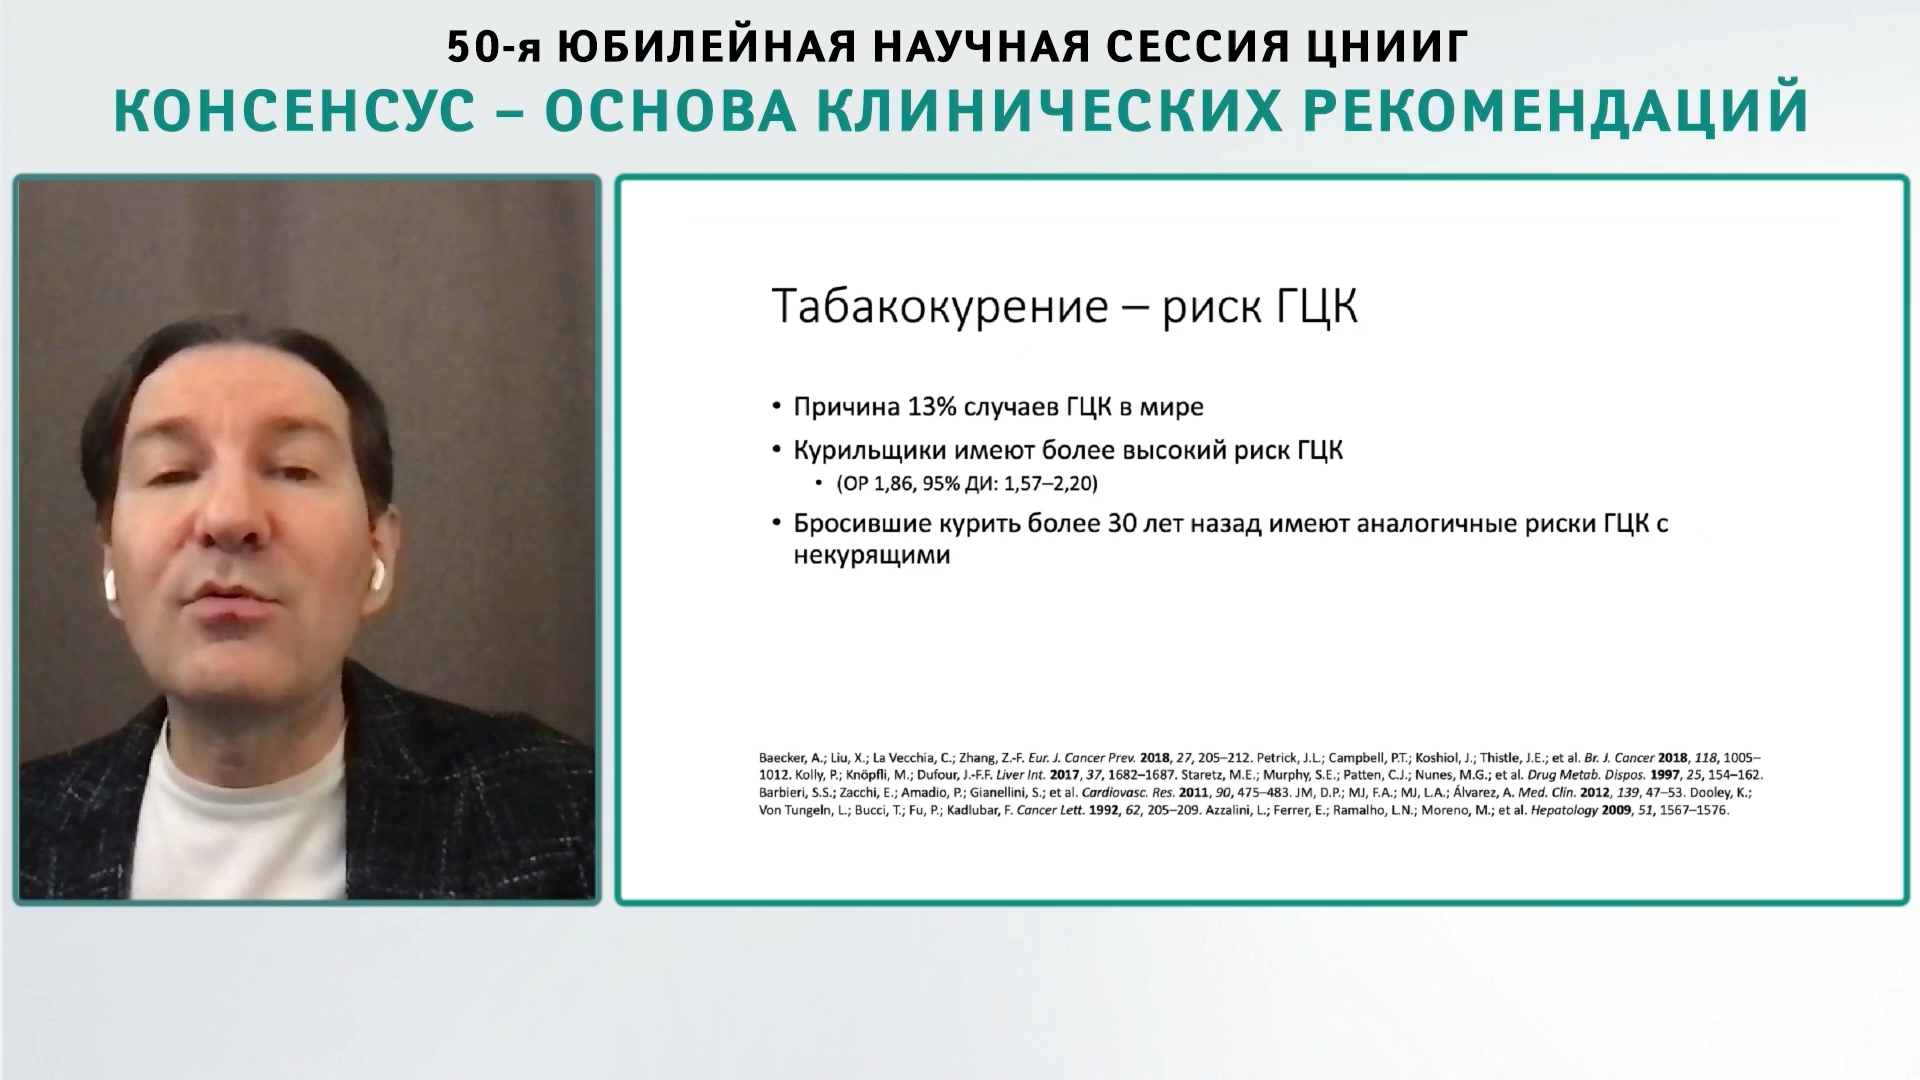 50-я ЮБИЛЕЙНАЯ НАУЧНАЯ СЕССИЯ ЦНИИГ
КОНСЕНСУС – ОСНОВА КЛИНИЧЕСКИХ РЕКОМЕНДАЦИЙ
Табакокурение – риск ГЦК
• Причина 13% случаев ГЦК в мире
• Курильщики имеют более высокий риск ГЦК
• (ОР 1,86, 95% ДИ: 1,57–2,20)
• Бросившие курить более 30 лет назад имеют аналогичные риски ГЦК с
некурящими
Baecker, A.; Liu, X.; La Vecchia, C.; Zhang, Z.-F. Eur. J. Cancer Prev. 2018, 27, 205–212. Petrick, J.L.; Campbell, P.T.; Koshiol, J.; Thistle, J.E.; et al. Br. J. Cancer 2018, 118, 1005–
1012. Kolly, P.; Knöpfli, M.; Dufour, J.-F.F. Liver Int. 2017, 37, 1682–1687. Staretz, M.E.; Murphy, S.E.; Patten, C.J.; Nunes, M.G.; et al. Drug Metab. Dispos. 1997, 25, 154–162.
Barbieri, S.S.; Zacchi, E.; Amadio, P.; Gianellini, S.; et al. Cardiovasc. Res. 2011, 90, 475–483. JM, D.P.; MJ, F.A.; MJ, L.A.; Álvarez, A. Med. Clin. 2012, 139, 47–53. Dooley, K.;
Von Tungeln, L.; Bucci, T.; Fu, P.; Kadlubar, F. Cancer Lett. 1992, 62, 205–209. Azzalini, L.; Ferrer, E.; Ramalho, L.N.; Moreno, M.; et al. Hepatology 2009, 51, 1567–1576.